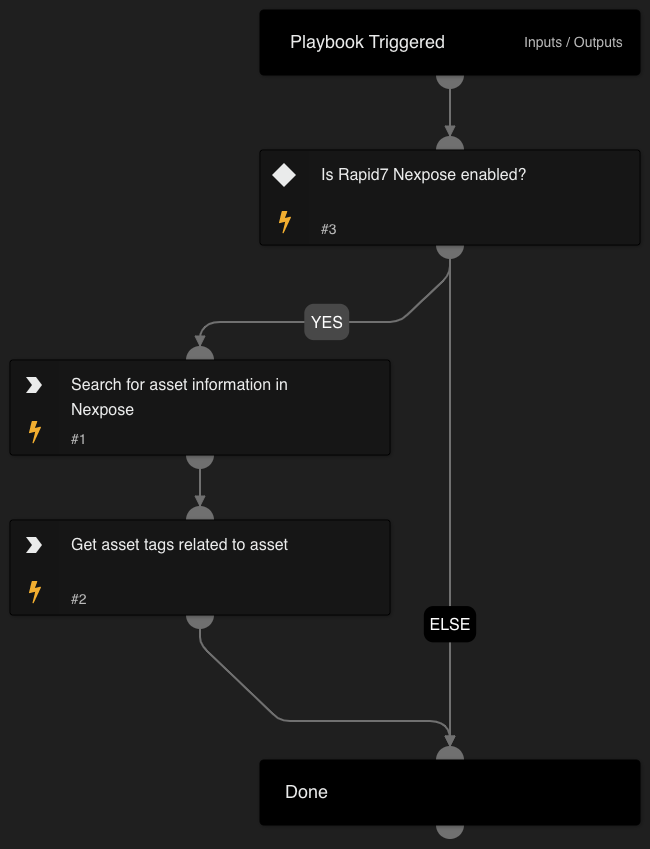 Playbook Triggered
Inputs / Outputs
Is Rapid7 Nexpose enabled?
#3
YES
Search for asset information in
Nexpose
#1
Get asset tags related to asset
#2
ELSE
Done